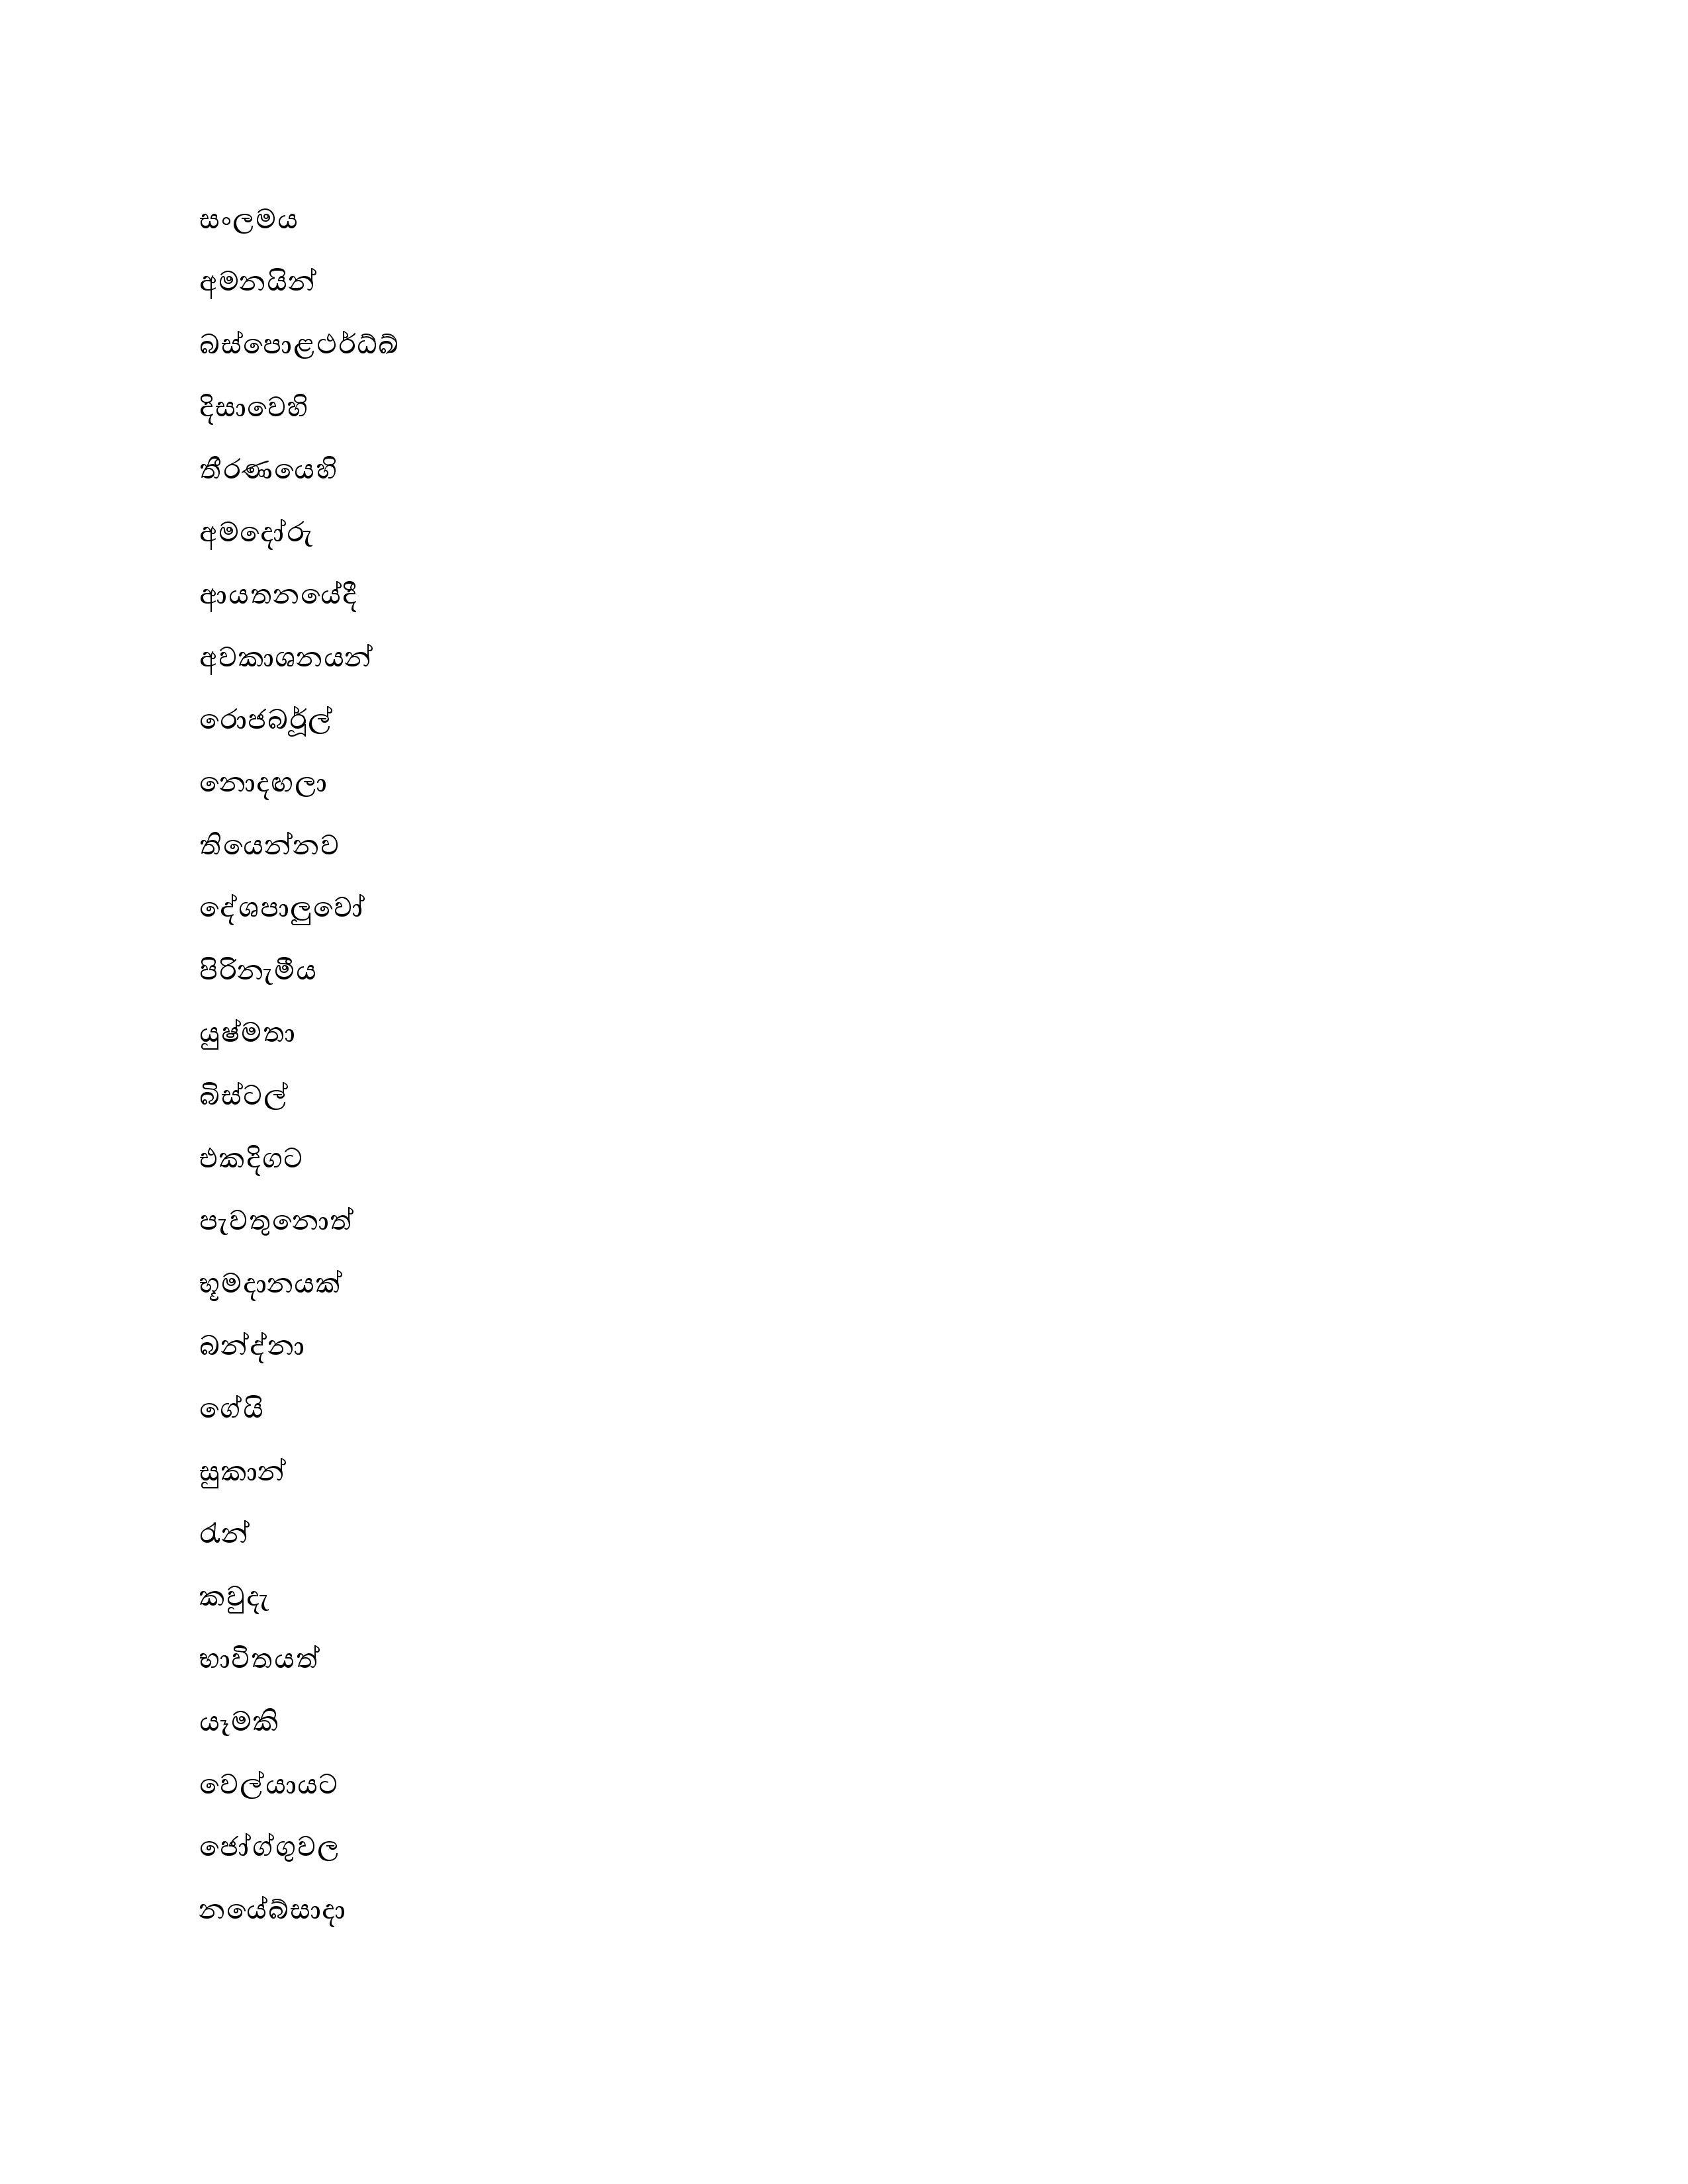 සංලමය
අමනයින්
බස්පොළථර්ධ්බ්
දිසාවෙහි
තීරණයෙහි
අමදෝරු
ආයතනයේදී
අවකාශනයන්
රොජබර්‍ූල්
නොදඟලා
තියෙන්නව
දේශපාලුවෝ
පිරිනැමීය
යුෂ්මතා
බිස්ටල්
එකදිගට
පැවතුනොත්
භූමදානයක්
බන්ද්නා
ගේයි
සුකාන්
රැන්
කවුදැ
භාවිතයත්
යෑමකි
වෙල්යායට
ජෝග්ගුවල
නයේබ්සාදා